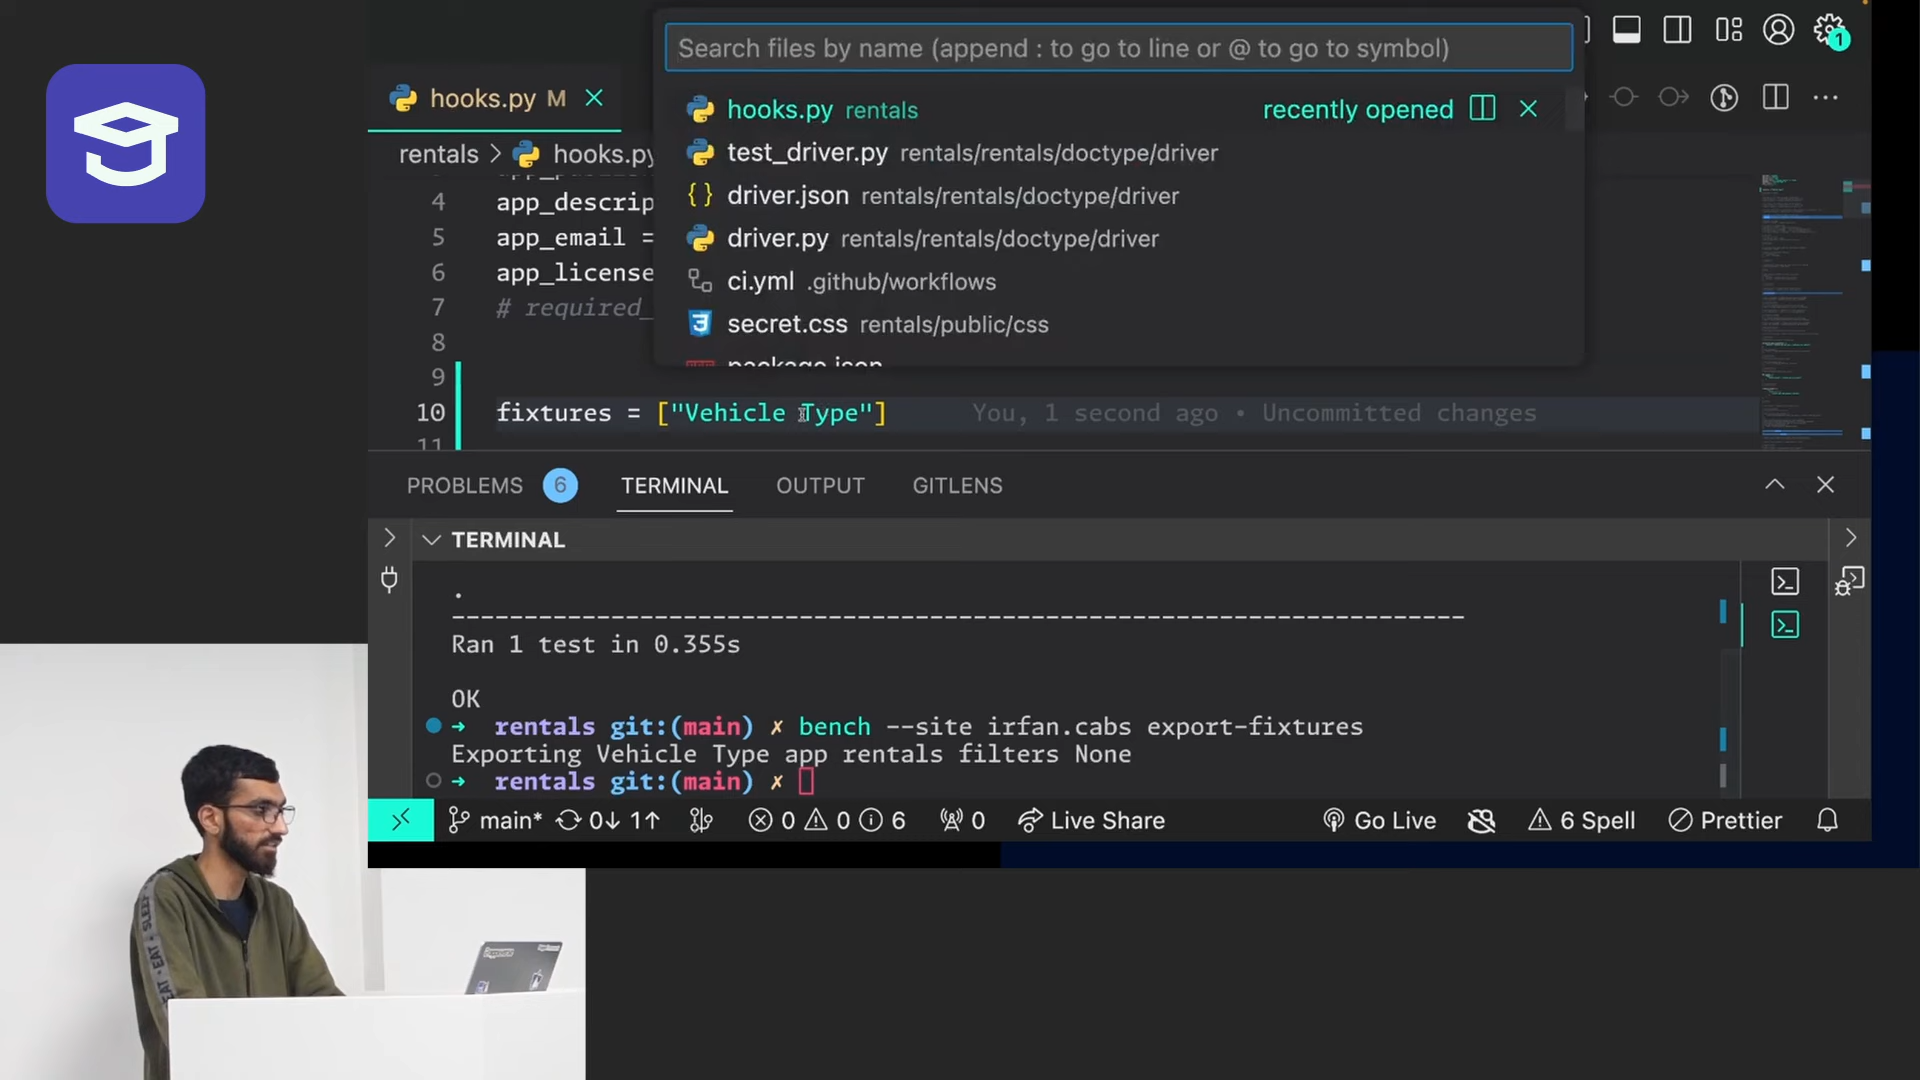 Search files by name (append : to go to line or @ to go to symbol)
1
hooks.py M
hooks.py rentals recently opened
test_driver.py rentals/rentals/doctype/driver
driver.json rentals/rentals/doctype/driver
driver.py rentals/rentals/doctype/driver
ci.yml .github/workflows
secret.css rentals/public/css
package.json
rentals > hooks.py
4 app_descrip
5 app_email =
6 app_license
7 # required_
8
9
10 fixtures = ["Vehicle Type"] You, 1 second ago • Uncommitted changes
11
PROBLEMS 6 TERMINAL OUTPUT GITLENS
TERMINAL
.
----------------------------------------------------------------------
Ran 1 test in 0.355s
OK
➜ rentals git:(main) ✗ bench --site irfan.cabs export-fixtures
Exporting Vehicle Type app rentals filters None
➜ rentals git:(main) ✗
main* 0↓ 1↑ 0 0 6 0 Live Share Go Live 6 Spell Prettier